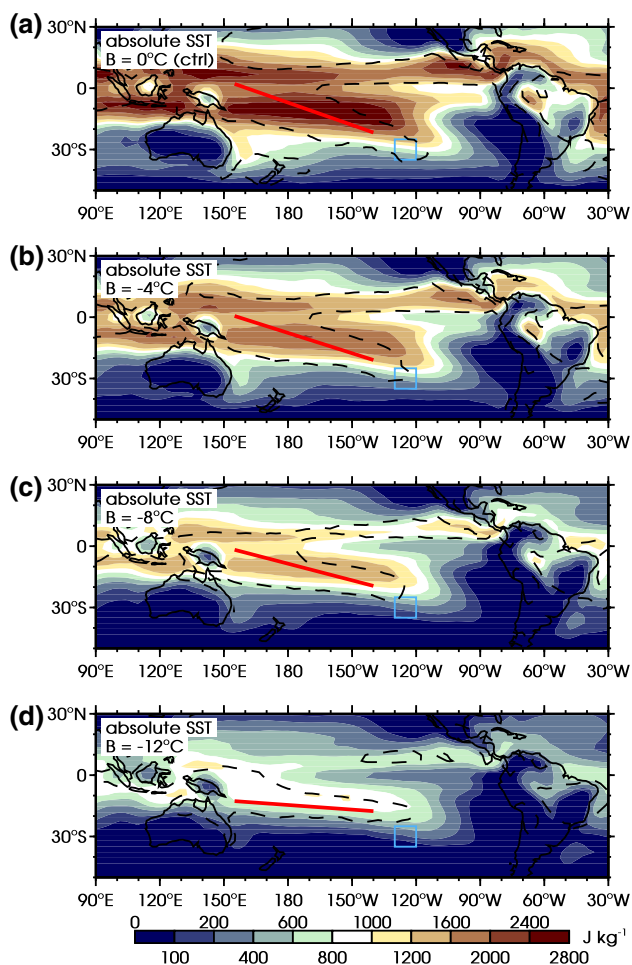 (a)
30°N
0°
30°S
absolute SST
B = 0°C (ctrl)
90°E 120°E 150°E 180° 150°W 120°W 90°W 60°W 30°W
(b)
30°N
0°
30°S
absolute SST
B = -4°C
90°E 120°E 150°E 180° 150°W 120°W 90°W 60°W 30°W
(c)
30°N
0°
30°S
absolute SST
B = -8°C
90°E 120°E 150°E 180° 150°W 120°W 90°W 60°W 30°W
(d)
30°N
0°
30°S
absolute SST
B = -12°C
90°E 120°E 150°E 180° 150°W 120°W 90°W 60°W 30°W
0 200 600 1000 1600 2400 J kg⁻¹
100 400 800 1200 2000 2800